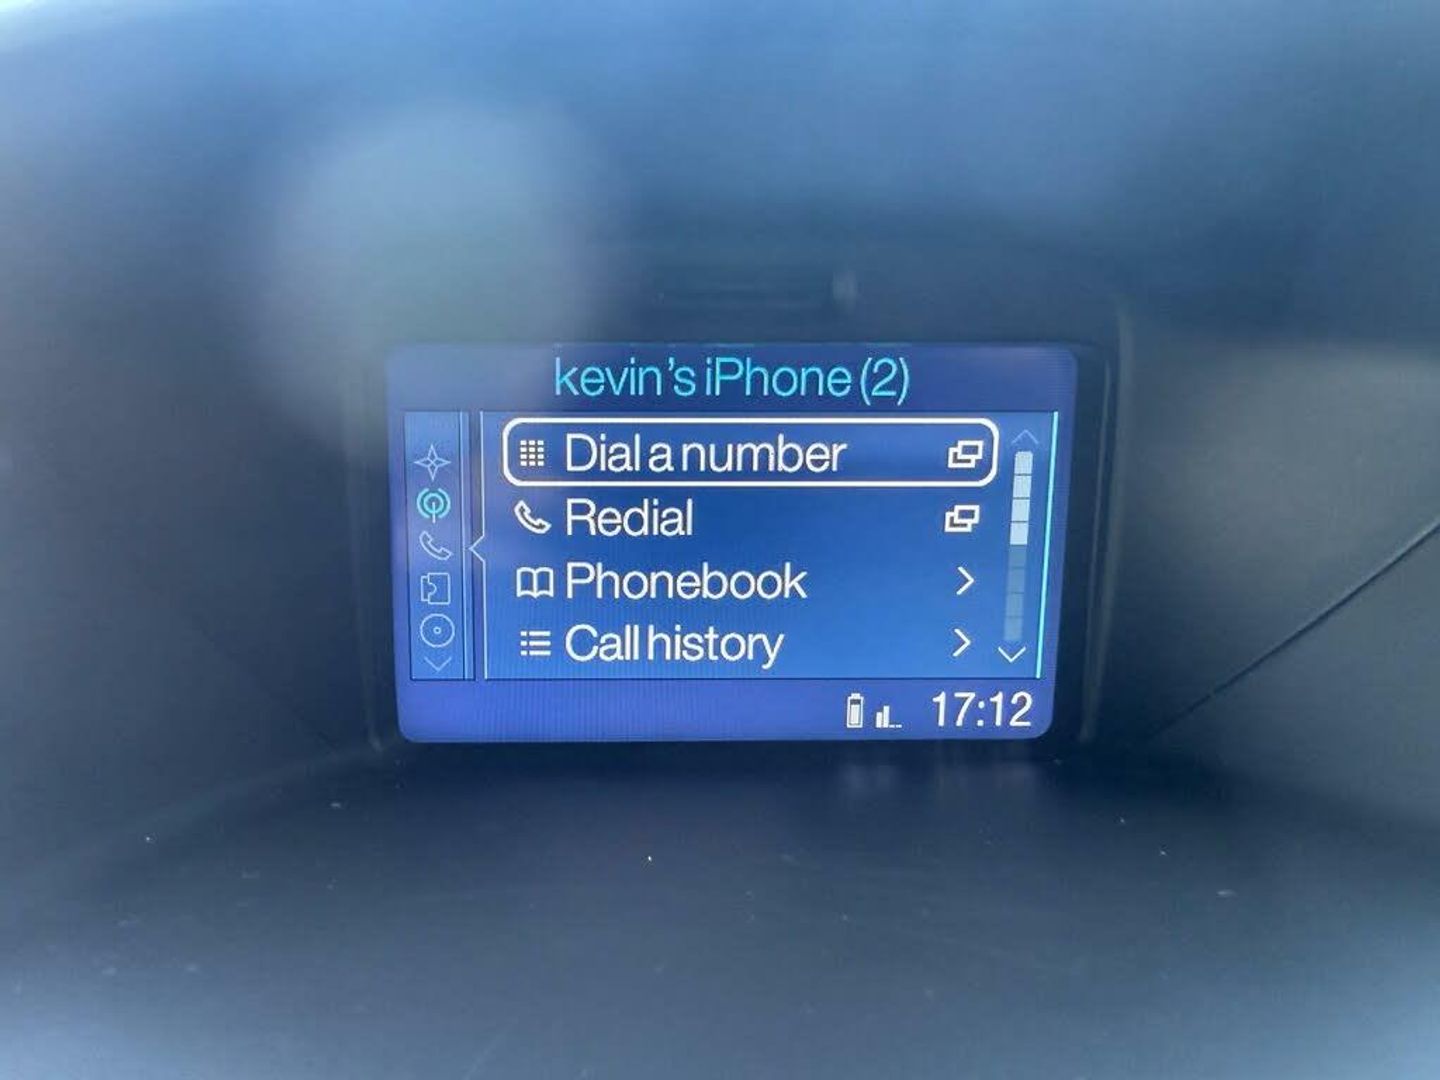 kevin's iPhone (2)
Dial a number
Redial
Phonebook
Call history
17:12